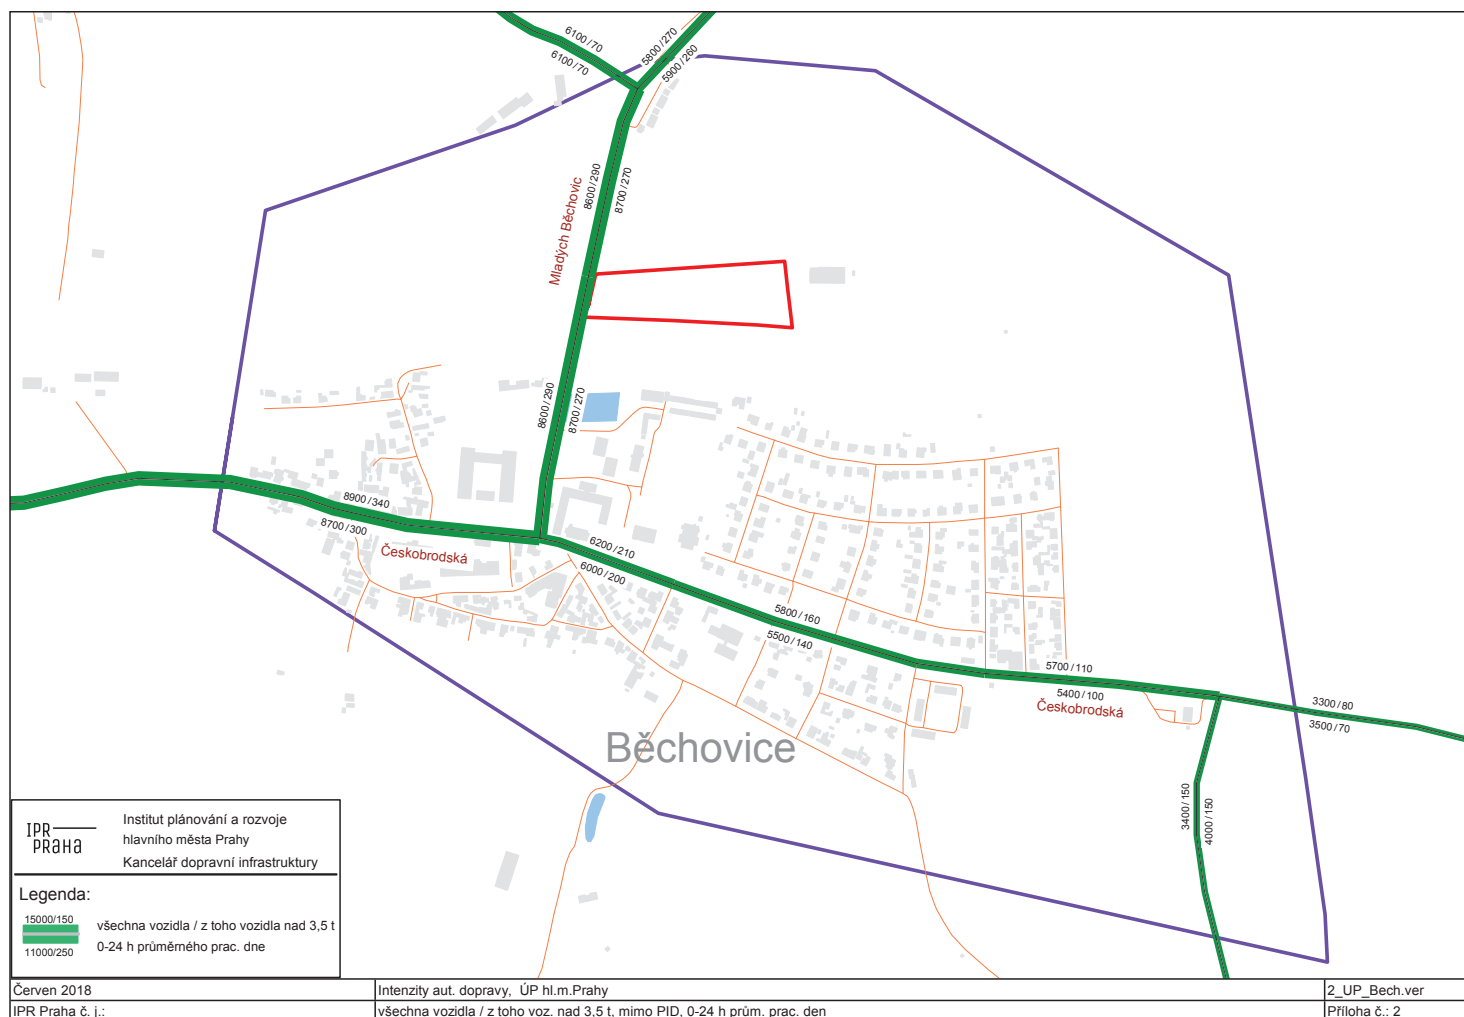 6100/70
6100/70
5800/270
5900/260
8600/290
8700/270
Mladých Běchovic
8600/290
8700/270
8900/340
8700/300
Českobrodská
6200/210
6000/200
5800/160
5500/140
5700/110
5400/100
Českobrodská
3300/80
3500/70
3400/150
4000/150
Běchovice
IPR
PRAHA
Institut plánování a rozvoje
hlavního města Prahy
Kancelář dopravní infrastruktury
Legenda:
15000/150
11000/250
všechna vozidla / z toho vozidla nad 3,5 t
0-24 h průměrného prac. dne
Červen 2018
Intenzity aut. dopravy, ÚP hl.m.Prahy
2_UP_Bech.ver
IPR Praha č. j.:
všechna vozidla / z toho voz. nad 3,5 t, mimo PID, 0-24 h prům. prac. den
Příloha č.: 2